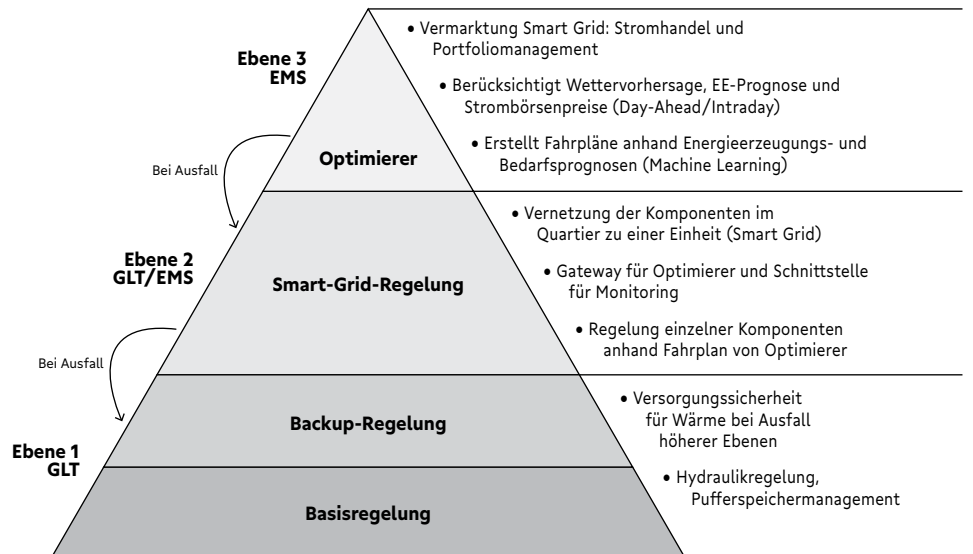 Ebene 3
EMS
Optimierer
• Vermarktung Smart Grid: Stromhandel und
Portfoliomanagement
• Berücksichtigt Wettervorhersage, EE-Prognose und
Strombörsenpreise (Day-Ahead/Intraday)
• Erstellt Fahrpläne anhand Energieerzeugungs- und
Bedarfsprognosen (Machine Learning)
Bei Ausfall
Ebene 2
GLT/EMS
Smart-Grid-Regelung
• Vernetzung der Komponenten im
Quartier zu einer Einheit (Smart Grid)
• Gateway für Optimierer und Schnittstelle
für Monitoring
• Regelung einzelner Komponenten
anhand Fahrplan von Optimierer
Bei Ausfall
Ebene 1
GLT
Backup-Regelung
Basisregelung
• Versorgungssicherheit
für Wärme bei Ausfall
höherer Ebenen
• Hydraulikregelung,
Pufferspeichermanagement